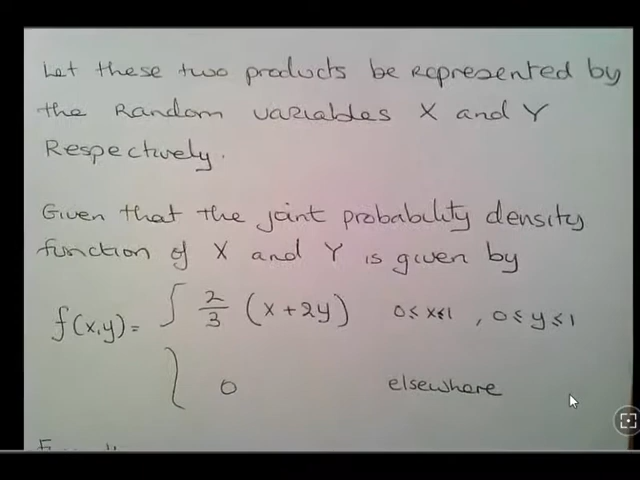 Let these two products be represented by
the Random variables X and Y
Respectively.
Given that the joint probability density
function of X and Y is given by
f(x,y) = { 2/3 (x + 2y) 0 ≤ x ≤ 1 , 0 ≤ y ≤ 1
0 elsewhere